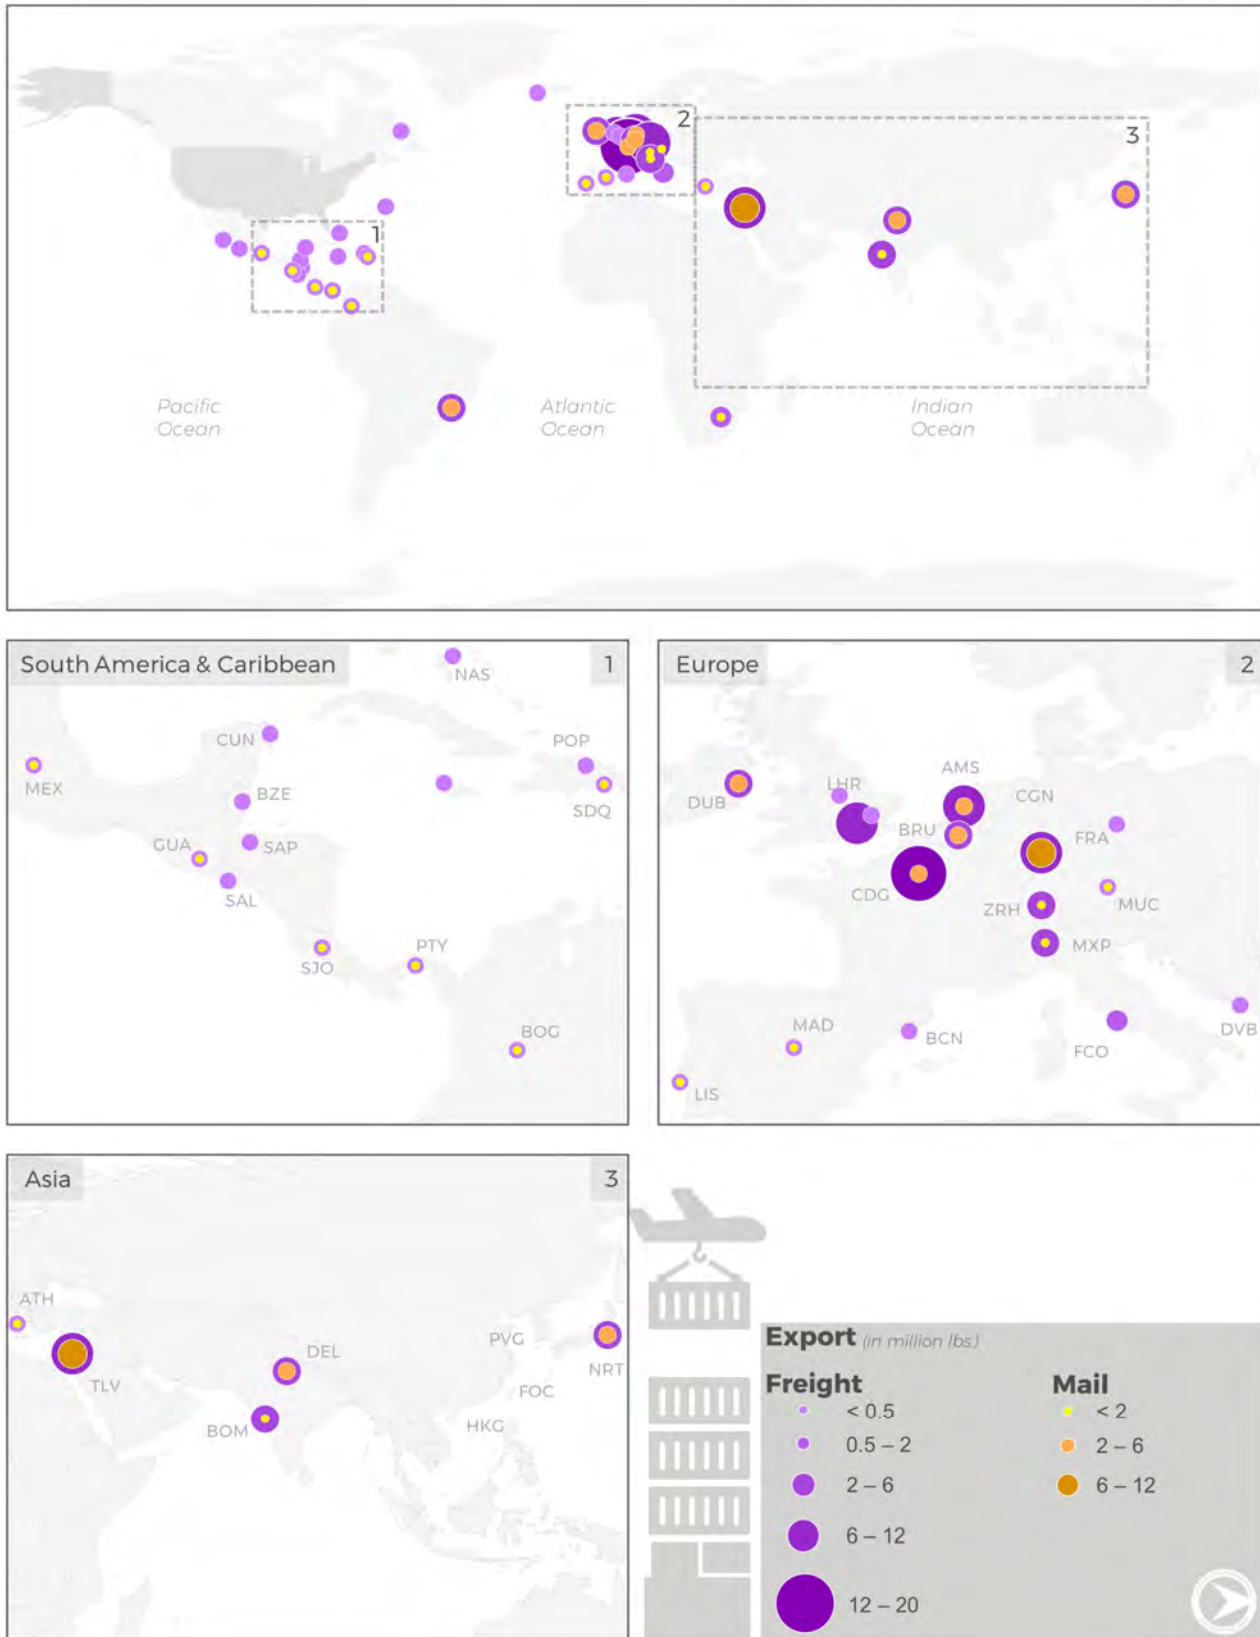 2
3
1
Pacific
Ocean
Atlantic
Ocean
Indian
Ocean
South America & Caribbean
1
NAS
CUN
POP
MEX
BZE
SDQ
GUA
SAP
SAL
SJO
PTY
BOG
Europe
2
AMS
LHR
CGN
DUB
BRU
FRA
CDG
ZRH
MUC
MXP
MAD
BCN
FCO
DVB
LIS
Asia
3
ATH
PVG
DEL
NRT
TLV
FOC
BOM
HKG
Export (in million lbs.)
Freight
Mail
< 0.5
< 2
0.5 – 2
2 – 6
2 – 6
6 – 12
6 – 12
12 – 20